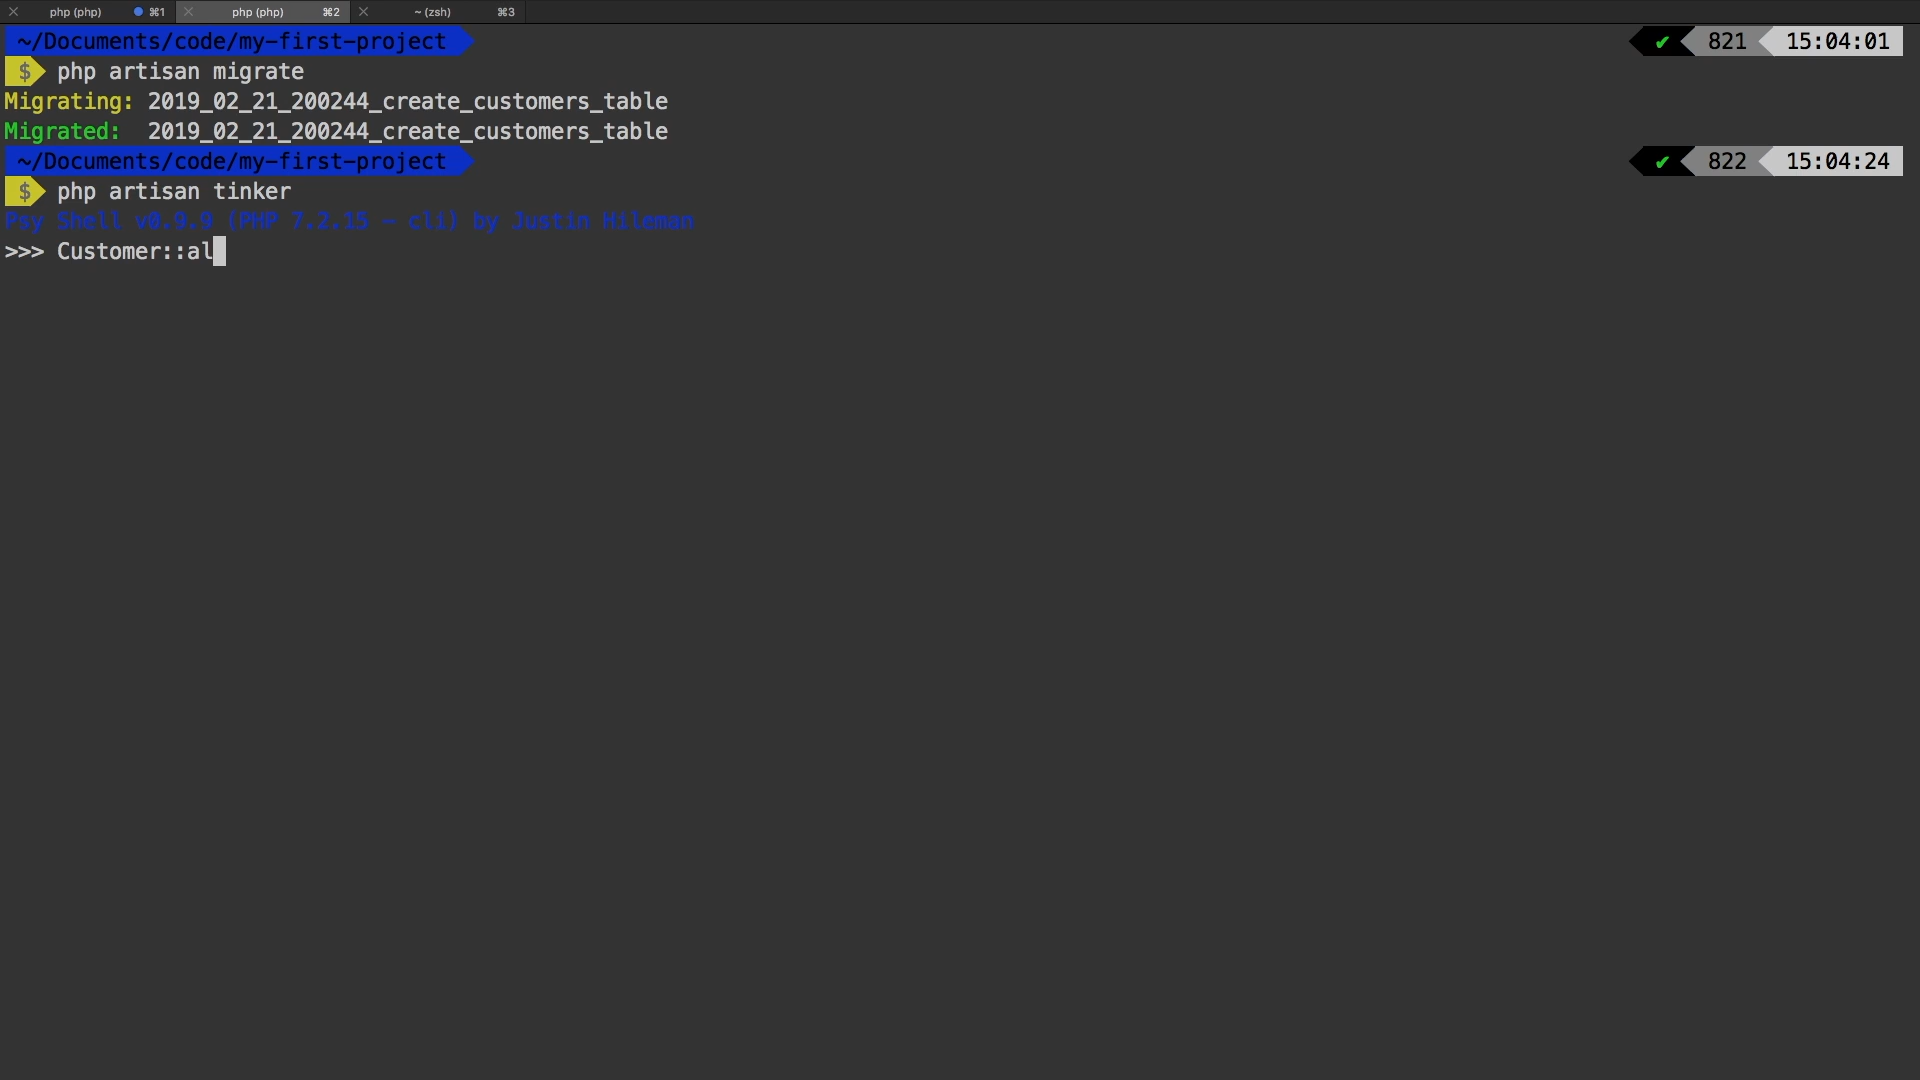 php (php) ⌘1 php (php) ⌘2 ~ (zsh) ⌘3
~/Documents/code/my-first-project ✔ 821 15:04:01
$ php artisan migrate
Migrating: 2019_02_21_200244_create_customers_table
Migrated:  2019_02_21_200244_create_customers_table
~/Documents/code/my-first-project ✔ 822 15:04:24
$ php artisan tinker
Psy Shell v0.9.9 (PHP 7.2.15 — cli) by Justin Hileman
>>> Customer::al